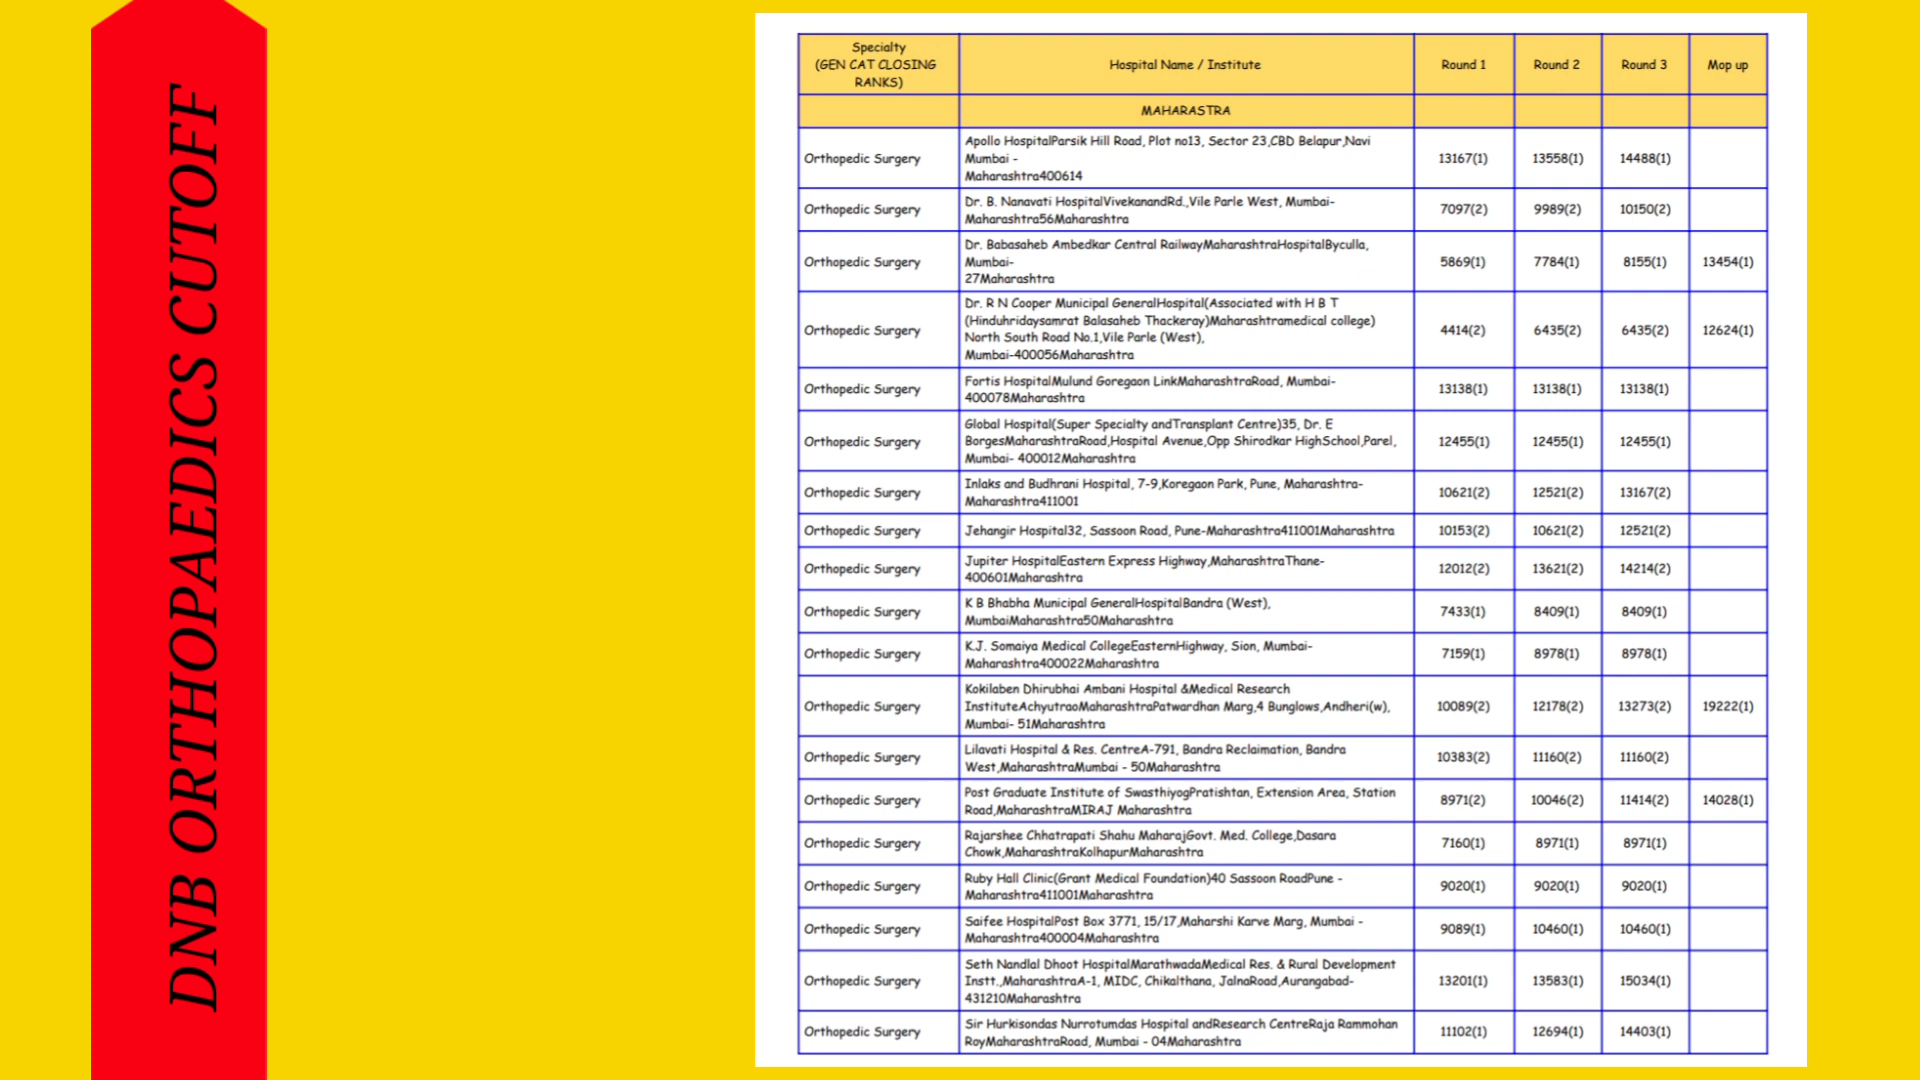 DNB ORTHOPAEDICS CUTOFF
Specialty
(GEN CAT CLOSING
RANKS)
Hospital Name / Institute
Round 1
Round 2
Round 3
Mop up
MAHARASTRA
Orthopedic Surgery
Apollo HospitalParsik Hill Road, Plot no13, Sector 23,CBD Belapur,Navi
Mumbai -
Maharashtra400614
13167(1)
13558(1)
14488(1)
Orthopedic Surgery
Dr. B. Nanavati HospitalVivekanandRd.,Vile Parle West, Mumbai-
Maharashtra56Maharashtra
7097(2)
9989(2)
10150(2)
Orthopedic Surgery
Dr. Babasaheb Ambedkar Central RailwayMaharashtraHospitalByculla,
Mumbai-
27Maharashtra
5869(1)
7784(1)
8155(1)
13454(1)
Orthopedic Surgery
Dr. R N Cooper Municipal GeneralHospital(Associated with H B T
(Hinduhridaysamrat Balasaheb Thackeray)Maharashtramedical college)
North South Road No.1,Vile Parle (West),
Mumbai-400056Maharashtra
4414(2)
6435(2)
6435(2)
12624(1)
Orthopedic Surgery
Fortis HospitalMulund Goregaon LinkMaharashtraRoad, Mumbai-
400078Maharashtra
13138(1)
13138(1)
13138(1)
Orthopedic Surgery
Global Hospital(Super Specialty andTransplant Centre)35, Dr. E
BorgesMaharashtraRoad,Hospital Avenue,Opp Shirodkar HighSchool,Parel,
Mumbai- 400012Maharashtra
12455(1)
12455(1)
12455(1)
Orthopedic Surgery
Inlaks and Budhrani Hospital, 7-9,Koregaon Park, Pune, Maharashtra-
Maharashtra411001
10621(2)
12521(2)
13167(2)
Orthopedic Surgery
Jehangir Hospital32, Sassoon Road, Pune-Maharashtra411001Maharashtra
10153(2)
10621(2)
12521(2)
Orthopedic Surgery
Jupiter HospitalEastern Express Highway,MaharashtraThane-
400601Maharashtra
12012(2)
13621(2)
14214(2)
Orthopedic Surgery
K B Bhabha Municipal GeneralHospitalBandra (West),
MumbaiMaharashtra50Maharashtra
7433(1)
8409(1)
8409(1)
Orthopedic Surgery
K.J. Somaiya Medical CollegeEasternHighway, Sion, Mumbai-
Maharashtra400022Maharashtra
7159(1)
8978(1)
8978(1)
Orthopedic Surgery
Kokilaben Dhirubhai Ambani Hospital &Medical Research
InstituteAchyutraoMaharashtraPatwardhan Marg,4 Bunglows,Andheri(w),
Mumbai- 51Maharashtra
10089(2)
12178(2)
13273(2)
19222(1)
Orthopedic Surgery
Lilavati Hospital & Res. CentreA-791, Bandra Reclaimation, Bandra
West,MaharashtraMumbai - 50Maharashtra
10383(2)
11160(2)
11160(2)
Orthopedic Surgery
Post Graduate Institute of SwasthiyogPratishtan, Extension Area, Station
Road,MaharashtraMIRAJ Maharashtra
8971(2)
10046(2)
11414(2)
14028(1)
Orthopedic Surgery
Rajarshee Chhatrapati Shahu MaharajGovt. Med. College,Dasara
Chowk,MaharashtraKolhapurMaharashtra
7160(1)
8971(1)
8971(1)
Orthopedic Surgery
Ruby Hall Clinic(Grant Medical Foundation)40 Sassoon RoadPune -
Maharashtra411001Maharashtra
9020(1)
9020(1)
9020(1)
Orthopedic Surgery
Saifee HospitalPost Box 3771, 15/17,Maharshi Karve Marg, Mumbai -
Maharashtra400004Maharashtra
9089(1)
10460(1)
10460(1)
Orthopedic Surgery
Seth Nandlal Dhoot HospitalMarathwadaMedical Res. & Rural Development
Instt.,MaharashtraA-1, MIDC, Chikalthana, JalnaRoad,Aurangabad-
431210Maharashtra
13201(1)
13583(1)
15034(1)
Orthopedic Surgery
Sir Hurkisondas Nurrotumdas Hospital andResearch CentreRaja Rammohan
RoyMaharashtraRoad, Mumbai - 04Maharashtra
11102(1)
12694(1)
14403(1)